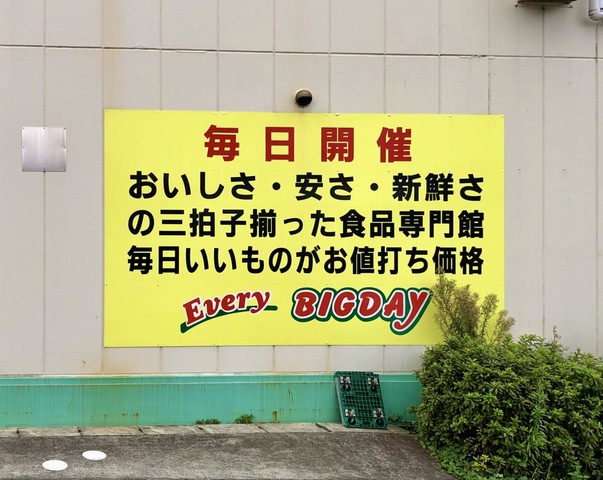 毎日開催
おいしさ・安さ・新鮮さ
の三拍子揃った食品専門館
毎日いいものがお値打ち価格
Every BIGDAY